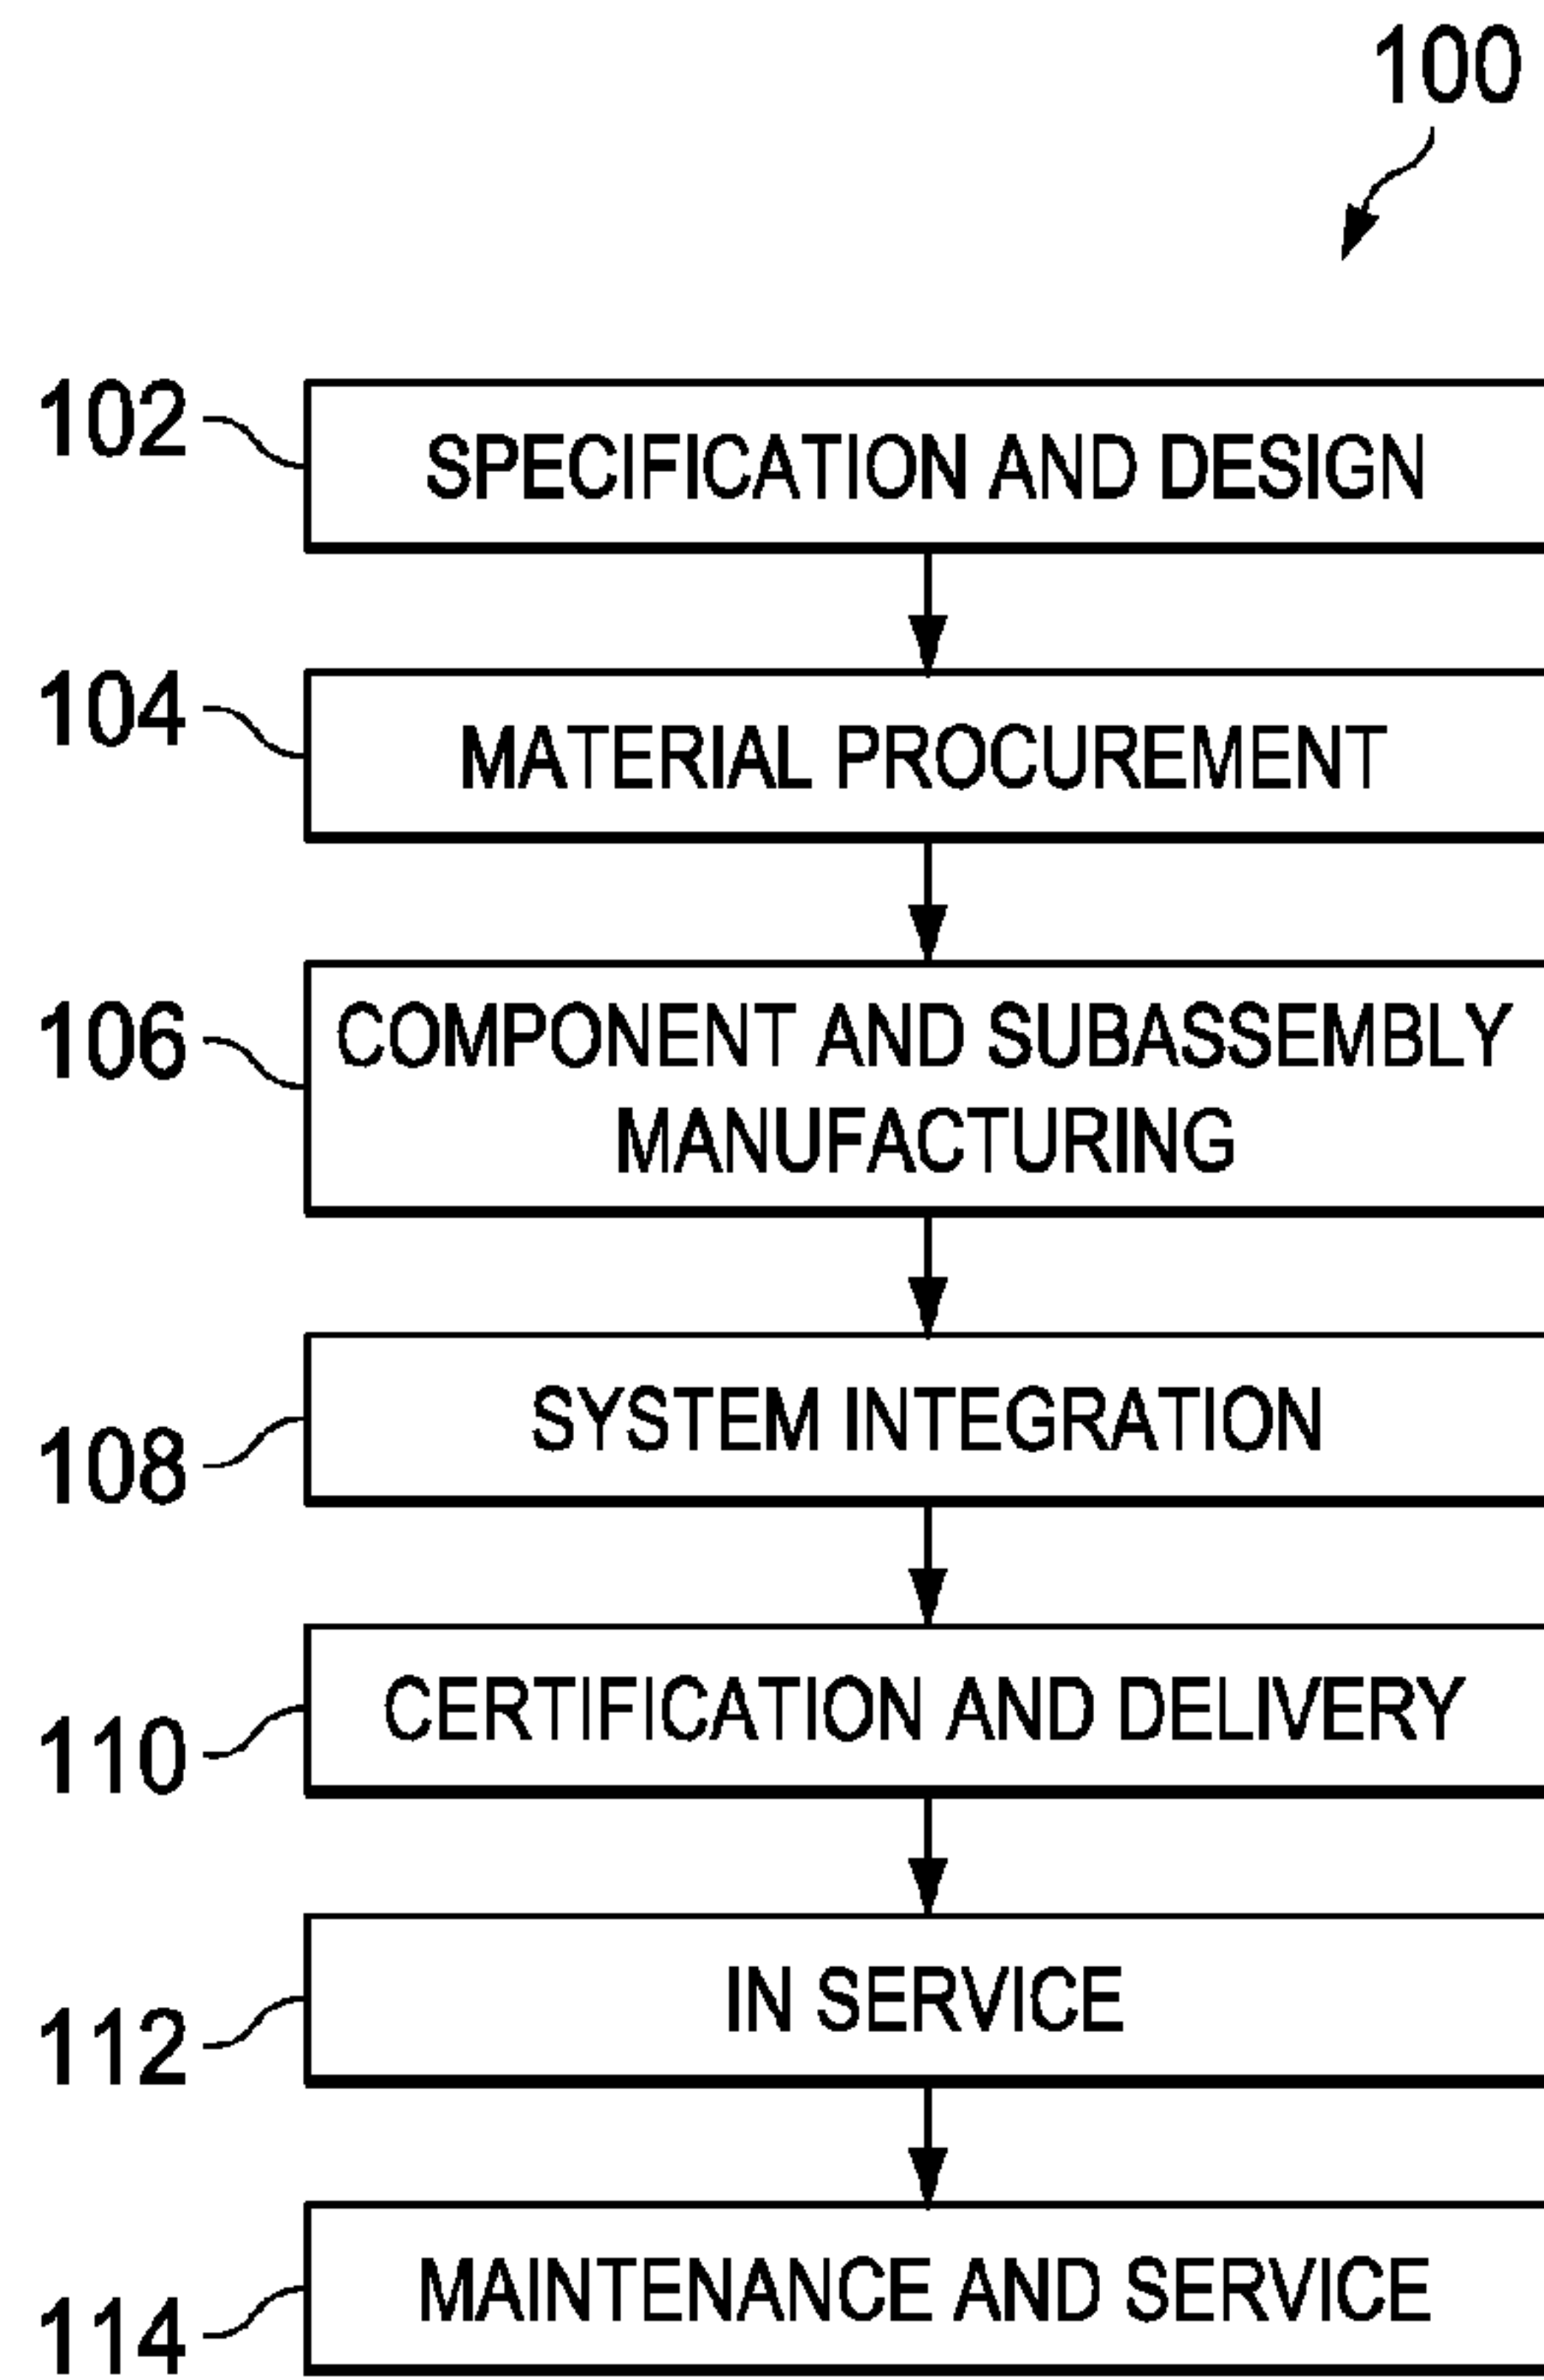 100
102
SPECIFICATION AND DESIGN
104
MATERIAL PROCUREMENT
106
COMPONENT AND SUBASSEMBLY
MANUFACTURING
108
SYSTEM INTEGRATION
110
CERTIFICATION AND DELIVERY
112
IN SERVICE
114
MAINTENANCE AND SERVICE